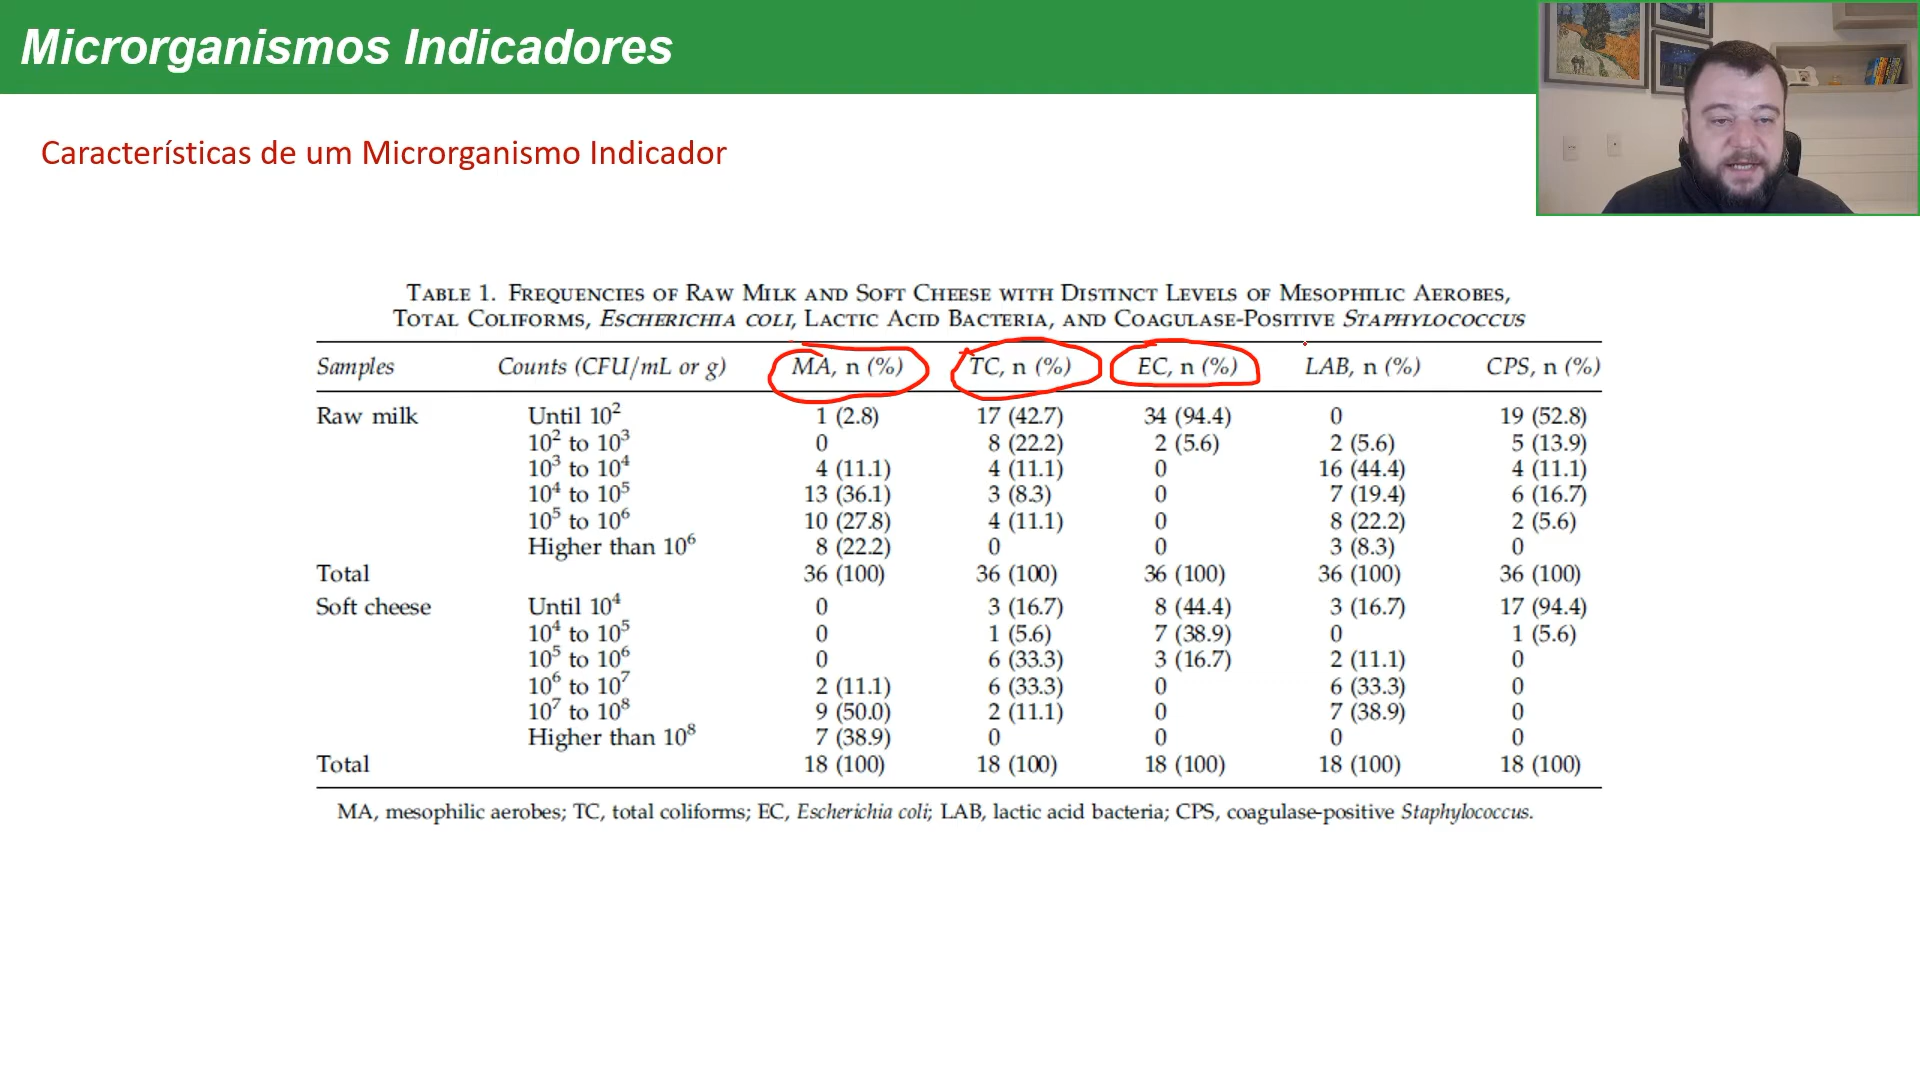 Microrganismos Indicadores
Características de um Microrganismo Indicador
Table 1. Frequencies of Raw Milk and Soft Cheese with Distinct Levels of Mesophilic Aerobes,
Total Coliforms, Escherichia coli, Lactic Acid Bacteria, and Coagulase-Positive Staphylococcus
Samples Counts (CFU/mL or g) MA, n (%) TC, n (%) EC, n (%) LAB, n (%) CPS, n (%)
Raw milk Until 10² 1 (2.8) 17 (42.7) 34 (94.4) 0 19 (52.8)
10² to 10³ 0 8 (22.2) 2 (5.6) 2 (5.6) 5 (13.9)
10³ to 10⁴ 4 (11.1) 4 (11.1) 0 16 (44.4) 4 (11.1)
10⁴ to 10⁵ 13 (36.1) 3 (8.3) 0 7 (19.4) 6 (16.7)
10⁵ to 10⁶ 10 (27.8) 4 (11.1) 0 8 (22.2) 2 (5.6)
Higher than 10⁶ 8 (22.2) 0 0 3 (8.3) 0
Total 36 (100) 36 (100) 36 (100) 36 (100) 36 (100)
Soft cheese Until 10⁴ 0 3 (16.7) 8 (44.4) 3 (16.7) 17 (94.4)
10⁴ to 10⁵ 0 1 (5.6) 7 (38.9) 0 1 (5.6)
10⁵ to 10⁶ 0 6 (33.3) 3 (16.7) 2 (11.1) 0
10⁶ to 10⁷ 2 (11.1) 6 (33.3) 0 6 (33.3) 0
10⁷ to 10⁸ 9 (50.0) 2 (11.1) 0 7 (38.9) 0
Higher than 10⁸ 7 (38.9) 0 0 0 0
Total 18 (100) 18 (100) 18 (100) 18 (100) 18 (100)
MA, mesophilic aerobes; TC, total coliforms; EC, Escherichia coli; LAB, lactic acid bacteria; CPS, coagulase-positive Staphylococcus.